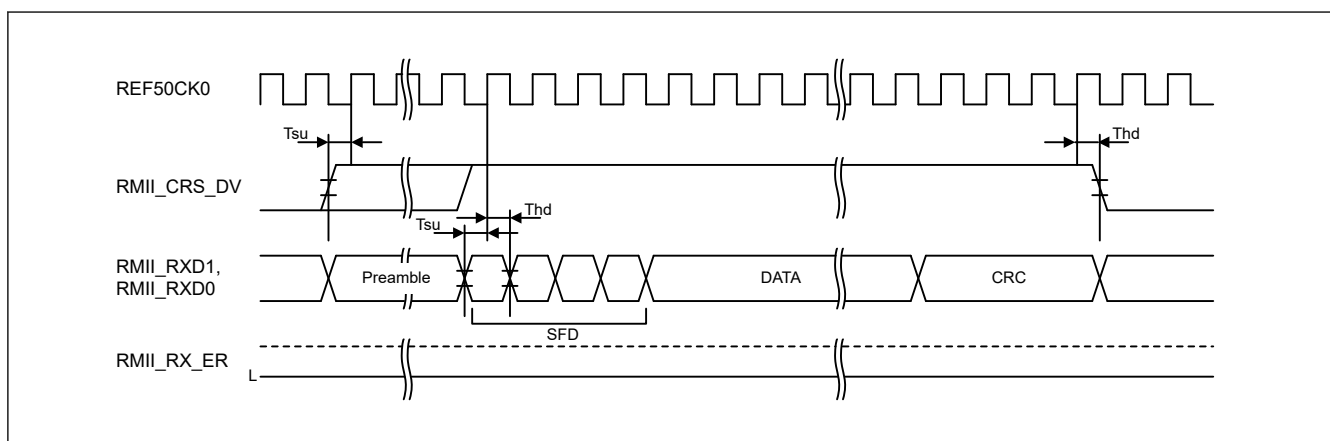 REF50CK0
Tsu
Thd
RMII_CRS_DV
Tsu
Thd
RMII_RXD1,
RMII_RXD0
Preamble
DATA
CRC
SFD
RMII_RX_ER
L